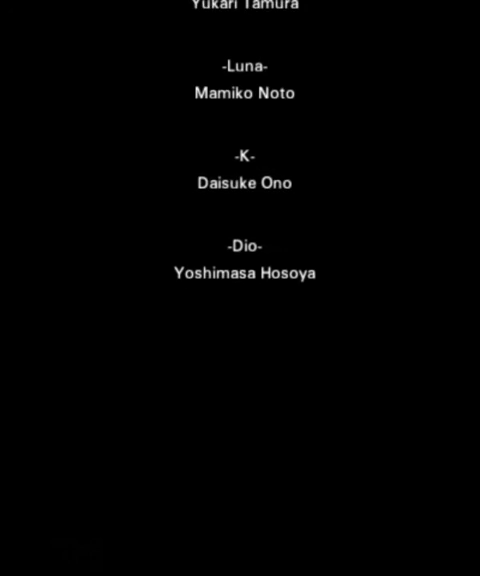 Yukari Tamura
-Luna-
Mamiko Noto
-K-
Daisuke Ono
-Dio-
Yoshimasa Hosoya